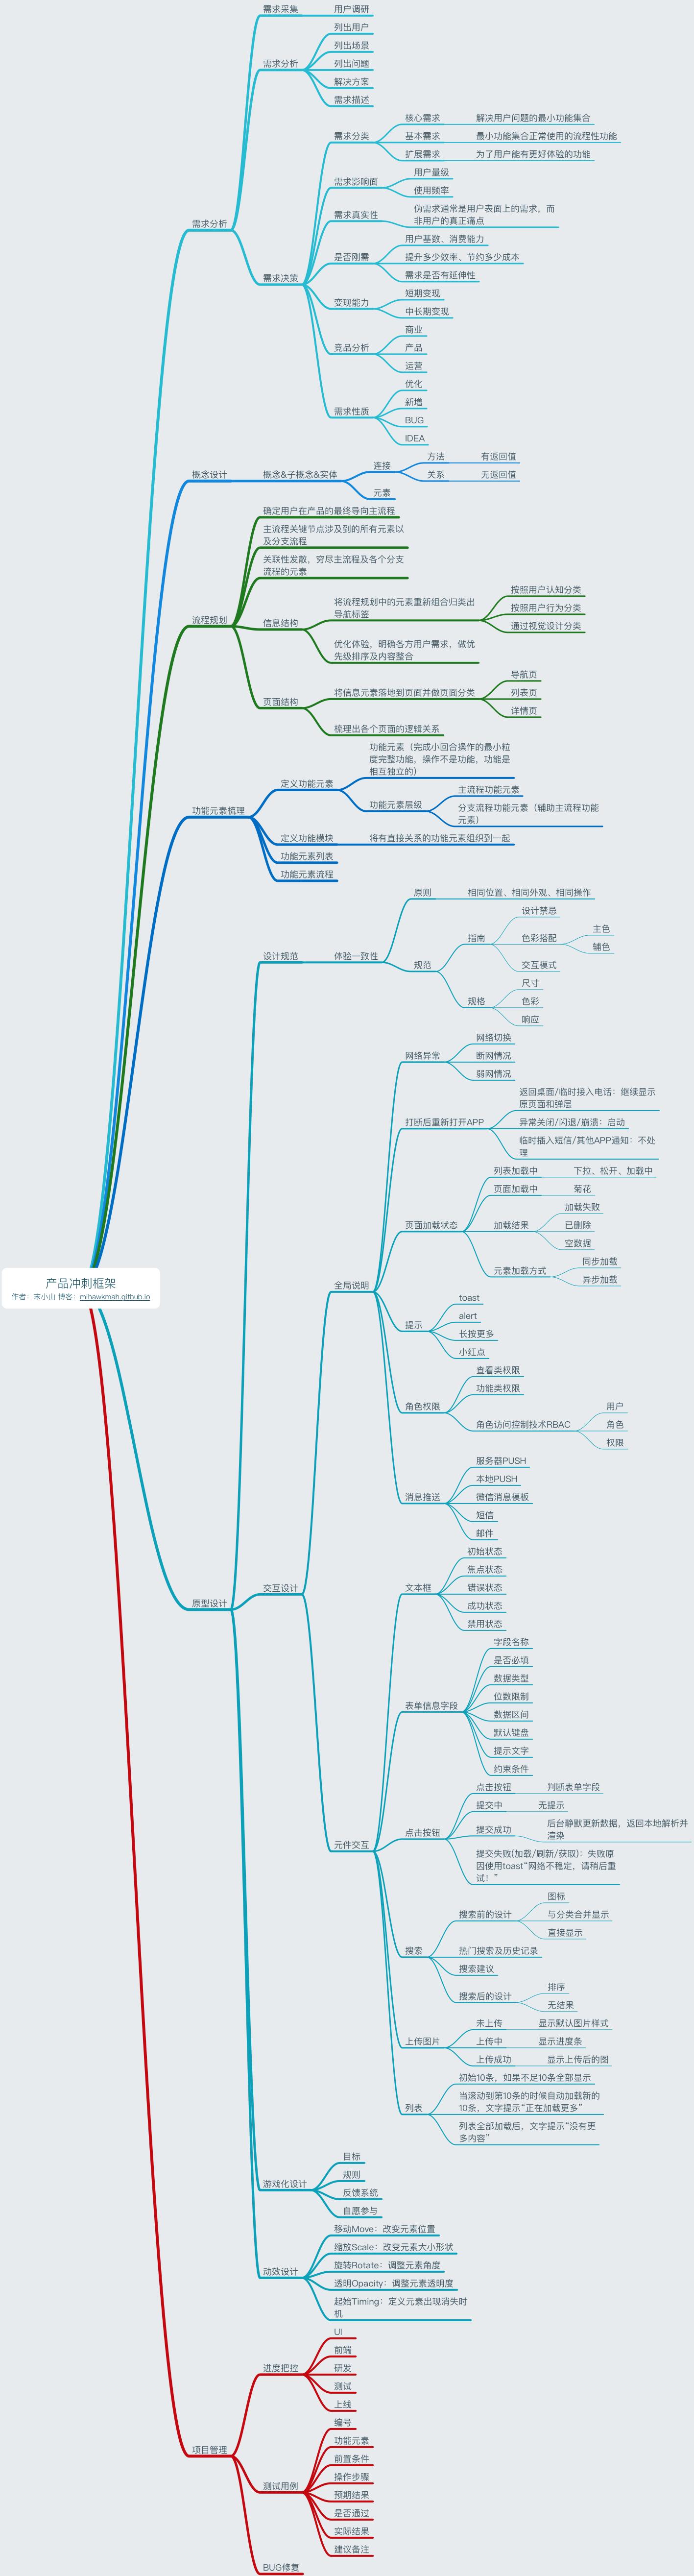 需求采集
用户调研
需求分析
列出用户
列出场景
列出问题
解决方案
需求描述
需求分析
需求决策
需求分类
核心需求
解决用户问题的最小功能集合
基本需求
最小功能集合正常使用的流程性功能
扩展需求
为了用户能有更好体验的功能
需求影响面
用户量级
使用频率
需求真实性
伪需求通常是用户表面上的需求，而
非用户的真正痛点
是否刚需
用户基数、消费能力
提升多少效率、节约多少成本
需求是否有延伸性
变现能力
短期变现
中长期变现
竞品分析
商业
产品
运营
需求性质
优化
新增
BUG
IDEA
概念设计
概念&子概念&实体
连接
方法
有返回值
关系
无返回值
元素
流程规划
确定用户在产品的最终导向主流程
主流程关键节点涉及到的所有元素以
及分支流程
关联性发散，穷尽主流程及各个分支
流程的元素
信息结构
将流程规划中的元素重新组合归类出
导航标签
按照用户认知分类
按照用户行为分类
通过视觉设计分类
优化体验，明确各方用户需求，做优
先级排序及内容整合
页面结构
将信息元素落地到页面并做页面分类
导航页
列表页
详情页
梳理出各个页面的逻辑关系
功能元素梳理
定义功能元素
功能元素（完成小回合操作的最小粒
度完整功能，操作不是功能，功能是
相互独立的）
功能元素层级
主流程功能元素
分支流程功能元素（辅助主流程功能
元素）
定义功能模块
将有直接关系的功能元素组织到一起
功能元素列表
功能元素流程
产品冲刺框架
作者：末小山 博客：mihawkmah.github.io
原型设计
设计规范
体验一致性
原则
相同位置、相同外观、相同操作
规范
指南
设计禁忌
色彩搭配
主色
辅色
交互模式
规格
尺寸
色彩
响应
交互设计
全局说明
网络异常
网络切换
断网情况
弱网情况
打断后重新打开APP
返回桌面/临时接入电话：继续显示
原页面和弹层
异常关闭/闪退/崩溃：启动
临时插入短信/其他APP通知：不处
理
页面加载状态
列表加载中
下拉、松开、加载中
页面加载中
菊花
加载结果
加载失败
已删除
空数据
元素加载方式
同步加载
异步加载
提示
toast
alert
长按更多
小红点
角色权限
查看类权限
功能类权限
角色访问控制技术RBAC
用户
角色
权限
消息推送
服务器PUSH
本地PUSH
微信消息模板
短信
邮件
元件交互
文本框
初始状态
焦点状态
错误状态
成功状态
禁用状态
表单信息字段
字段名称
是否必填
数据类型
位数限制
数据区间
默认键盘
提示文字
约束条件
点击按钮
点击按钮
判断表单字段
提交中
无提示
提交成功
后台静默更新数据，返回本地解析并
渲染
提交失败(加载/刷新/获取)：失败原
因使用toast“网络不稳定，请稍后重
试！”
搜索
搜索前的设计
图标
与分类合并显示
直接显示
热门搜索及历史记录
搜索建议
搜索后的设计
排序
无结果
上传图片
未上传
显示默认图片样式
上传中
显示进度条
上传成功
显示上传后的图
列表
初始10条，如果不足10条全部显示
当滚动到第10条的时候自动加载新的
10条，文字提示“正在加载更多”
列表全部加载后，文字提示“没有更
多内容”
游戏化设计
目标
规则
反馈系统
自愿参与
动效设计
移动Move：改变元素位置
缩放Scale：改变元素大小形状
旋转Rotate：调整元素角度
透明Opacity：调整元素透明度
起始Timing：定义元素出现消失时
机
项目管理
进度把控
UI
前端
研发
测试
上线
测试用例
编号
功能元素
前置条件
操作步骤
预期结果
是否通过
实际结果
建议备注
BUG修复